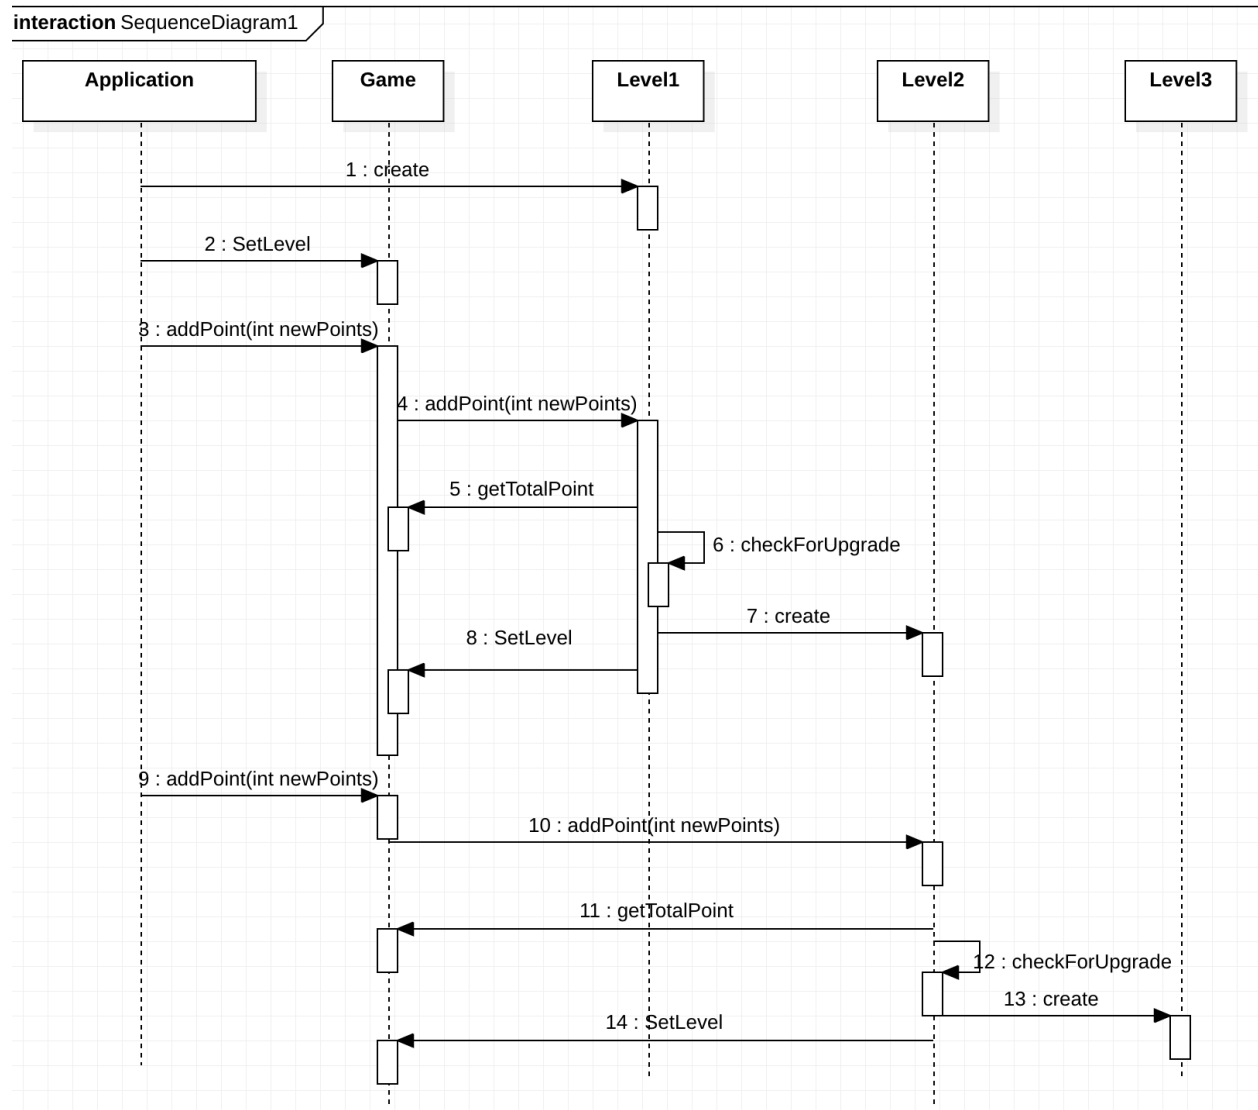 interaction SequenceDiagram1
Application
Game
Level1
Level2
Level3
1 : create
2 : SetLevel
3 : addPoint(int newPoints)
4 : addPoint(int newPoints)
5 : getTotalPoint
6 : checkForUpgrade
7 : create
8 : SetLevel
9 : addPoint(int newPoints)
10 : addPoint(int newPoints)
11 : getTotalPoint
12 : checkForUpgrade
13 : create
14 : SetLevel